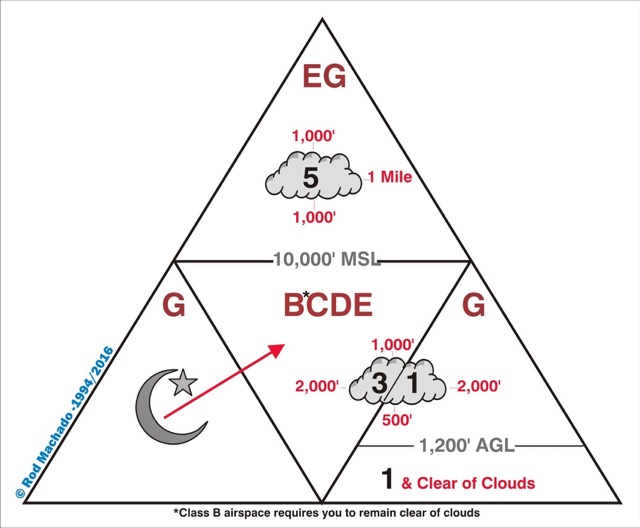 EG
1,000'
5
1 Mile
1,000'
10,000' MSL
G
B*CDE
G
1,000'
2,000'
3/1
2,000'
500'
1,200' AGL
1 & Clear of Clouds
© Rod Machado -1994/2016
*Class B airspace requires you to remain clear of clouds